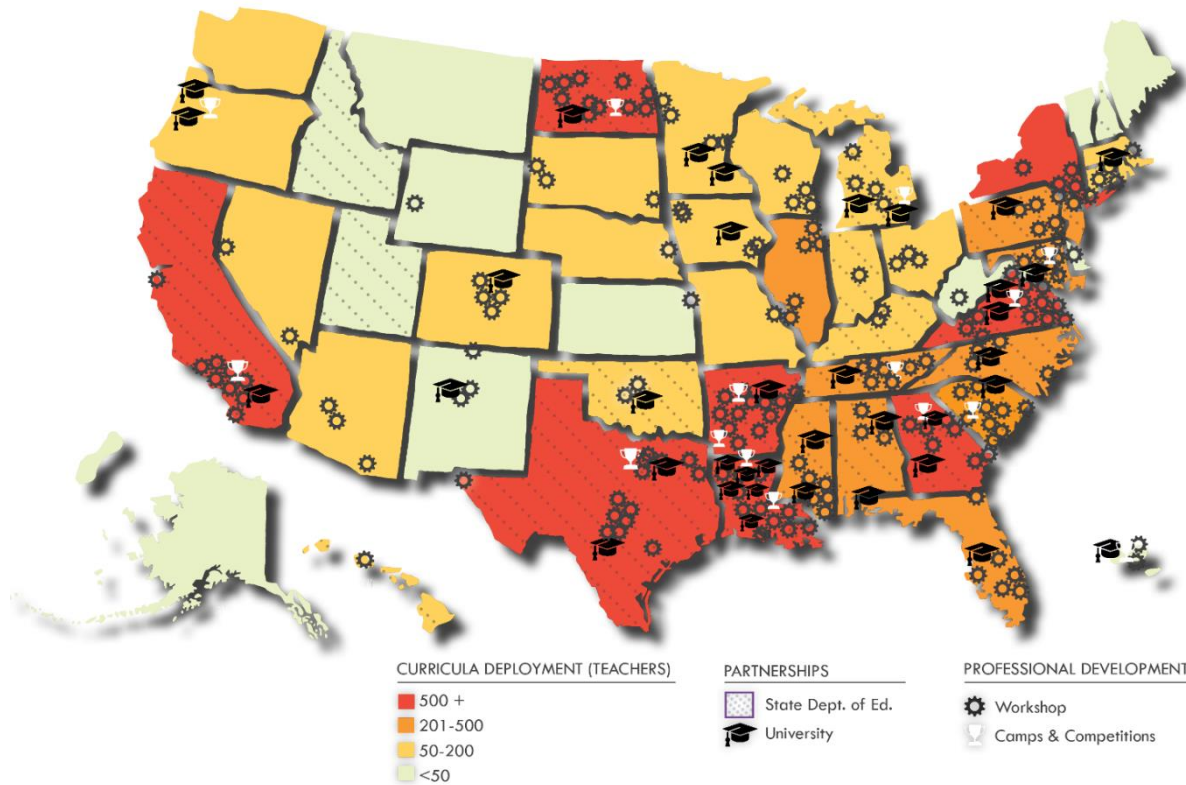 CURRICULA DEPLOYMENT (TEACHERS)
500 +
201-500
50-200
<50
PARTNERSHIPS
State Dept. of Ed.
University
PROFESSIONAL DEVELOPMENT
Workshop
Camps & Competitions